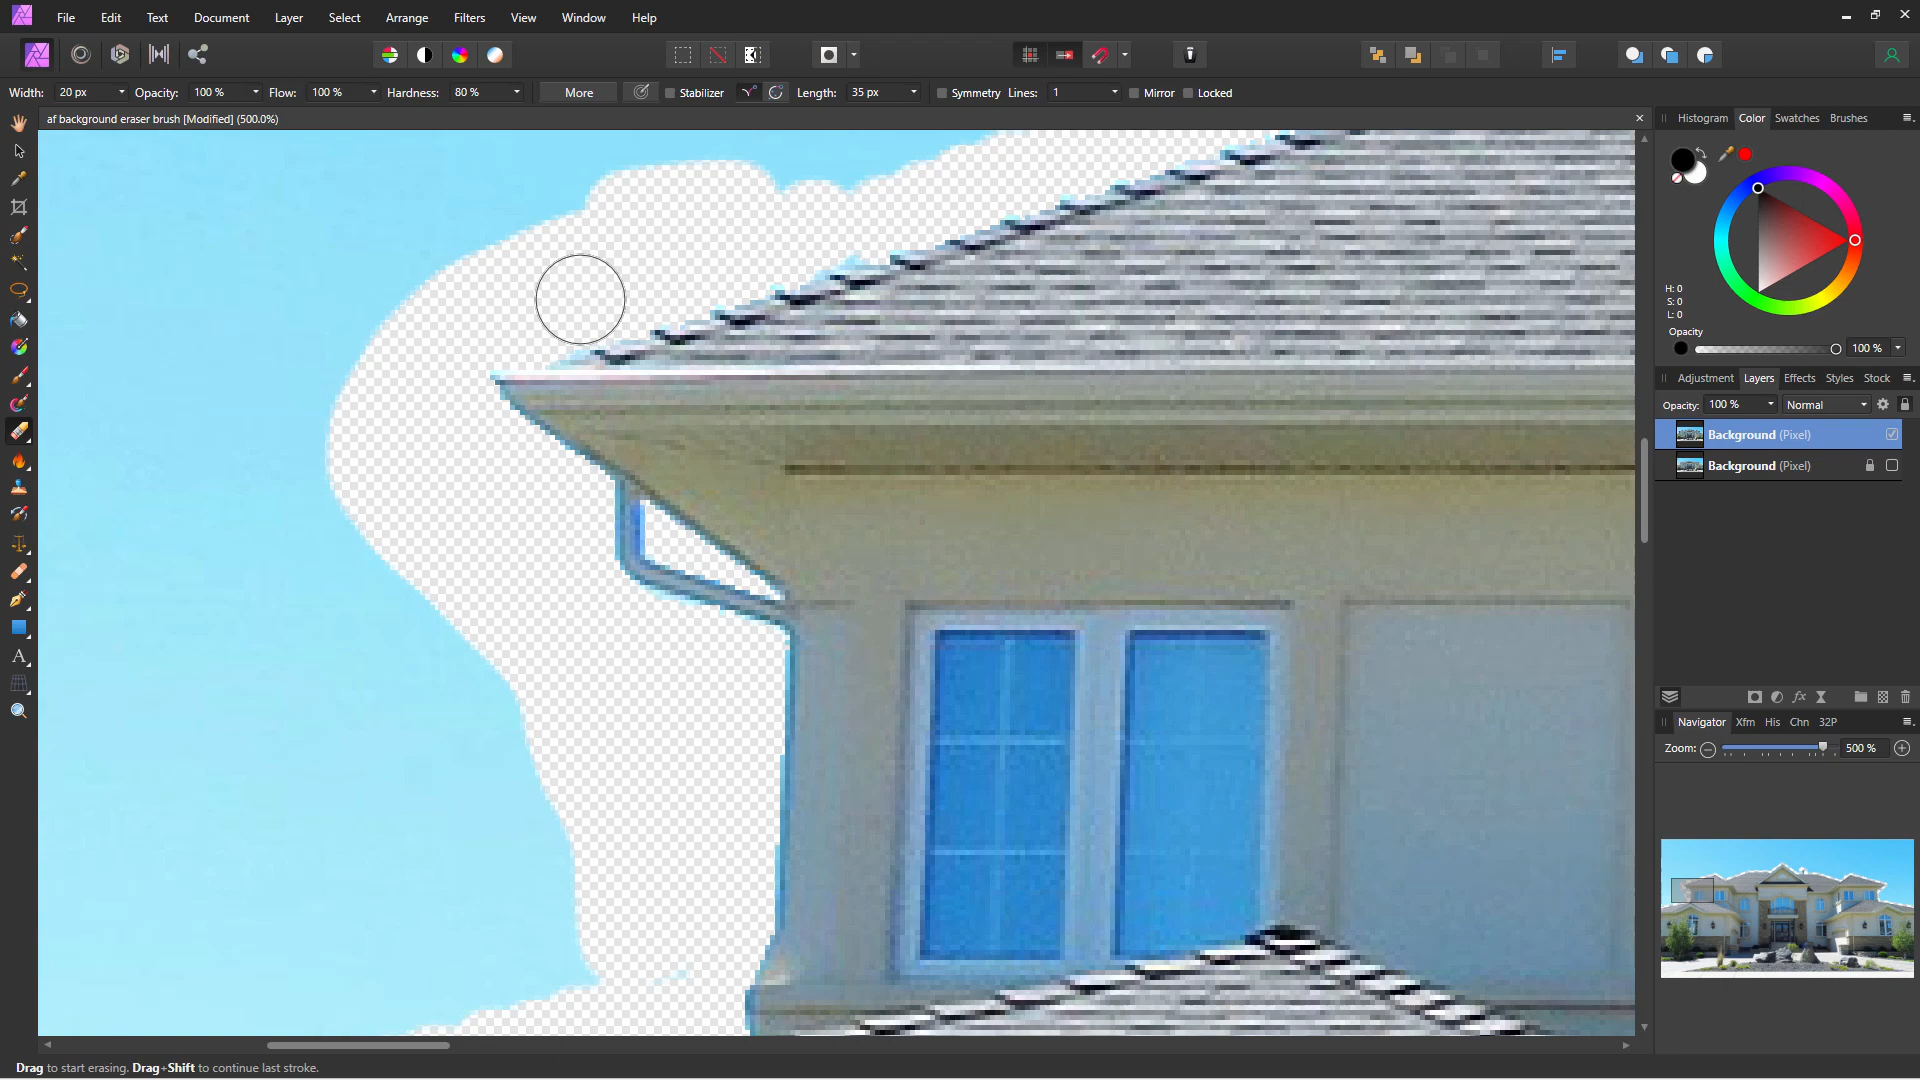 File Edit Text Document Layer Select Arrange Filters View Window Help
Width: 20 px Opacity: 100 % Flow: 100 % Hardness: 80 % More Stabilizer Length: 35 px Symmetry Lines: 1 Mirror Locked
af background eraser brush [Modified] (500.0%)
Histogram Color Swatches Brushes
H: 0
S: 0
L: 0
Opacity
100 %
Adjustment Layers Effects Styles Stock
Opacity: 100 % Normal
Background (Pixel)
Background (Pixel)
Navigator Xfm His Chn 32P
Zoom: 500 %
Drag to start erasing. Drag+Shift to continue last stroke.